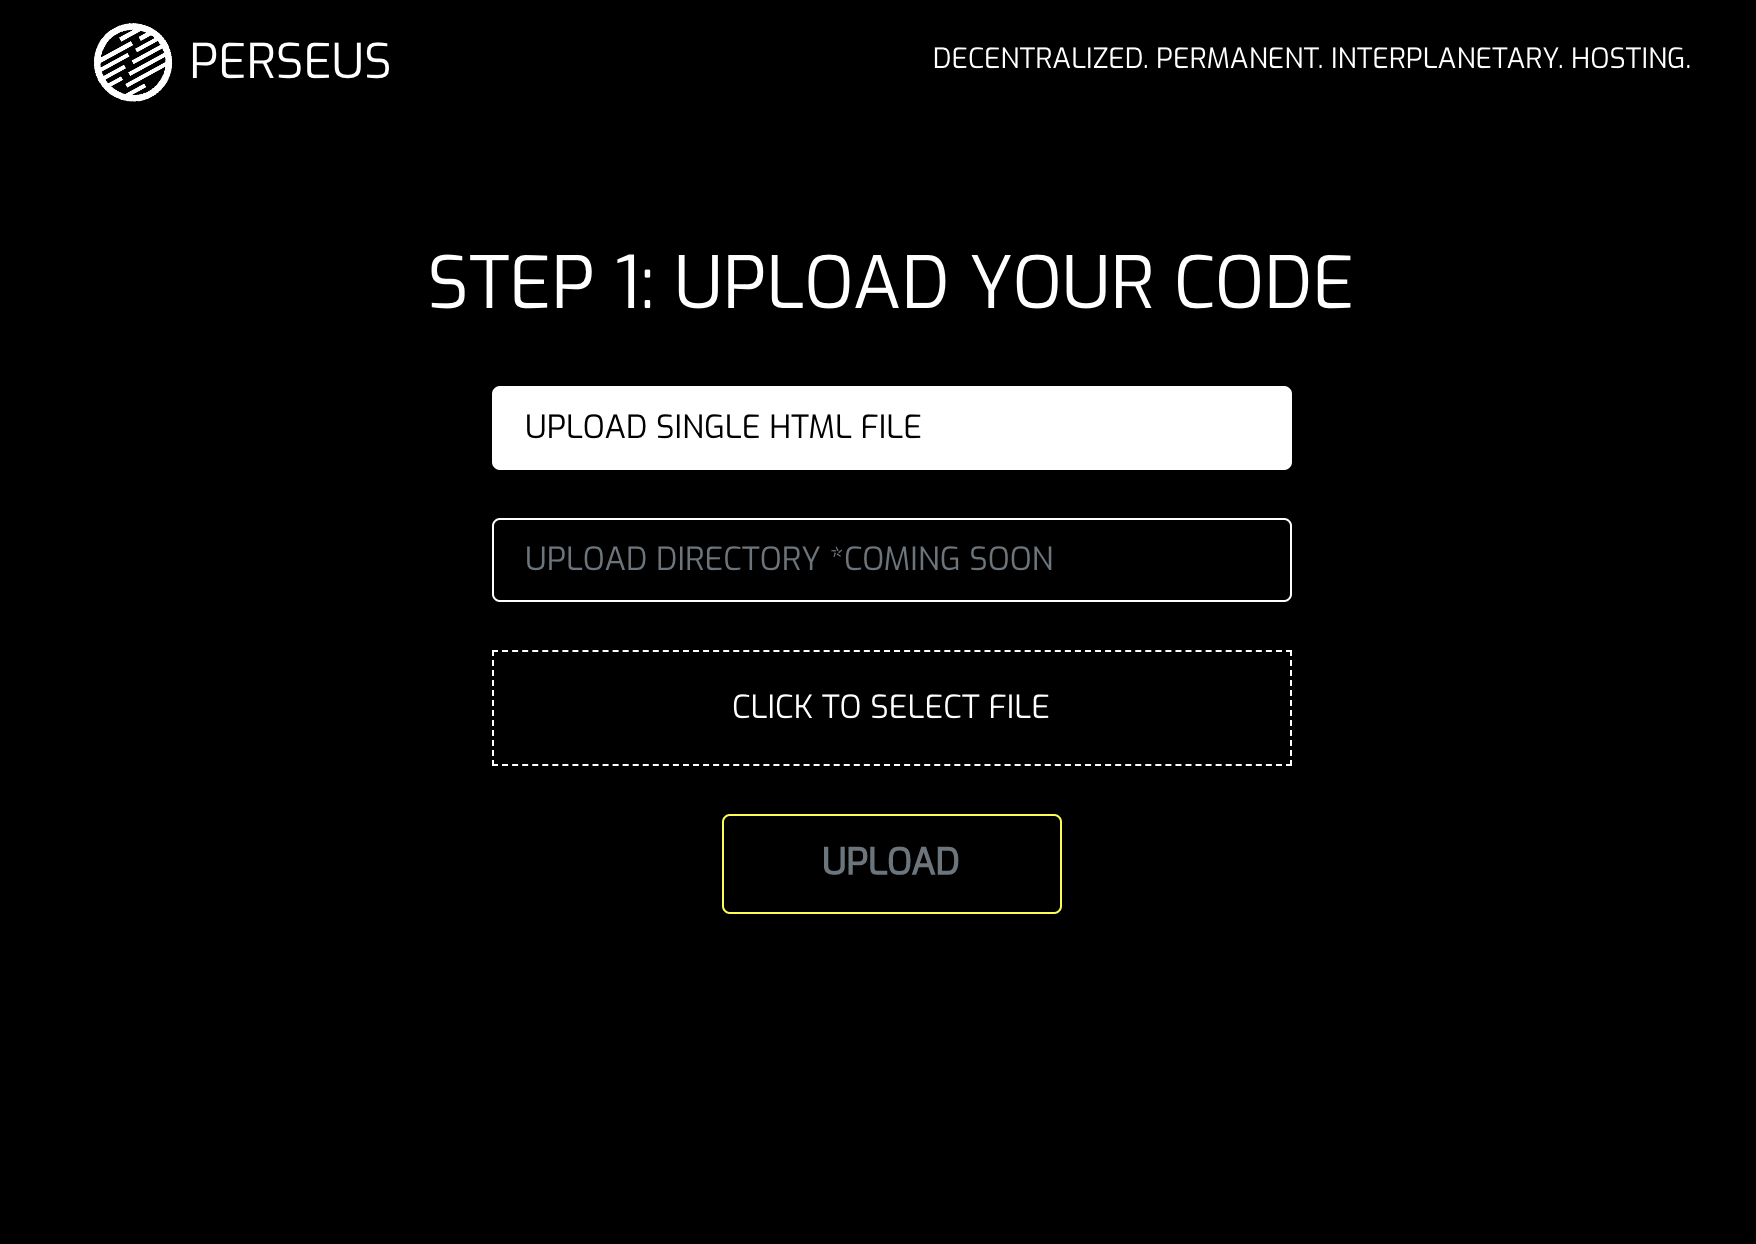 PERSEUS
DECENTRALIZED. PERMANENT. INTERPLANETARY. HOSTING.
STEP 1: UPLOAD YOUR CODE
UPLOAD SINGLE HTML FILE
UPLOAD DIRECTORY *COMING SOON
CLICK TO SELECT FILE
UPLOAD